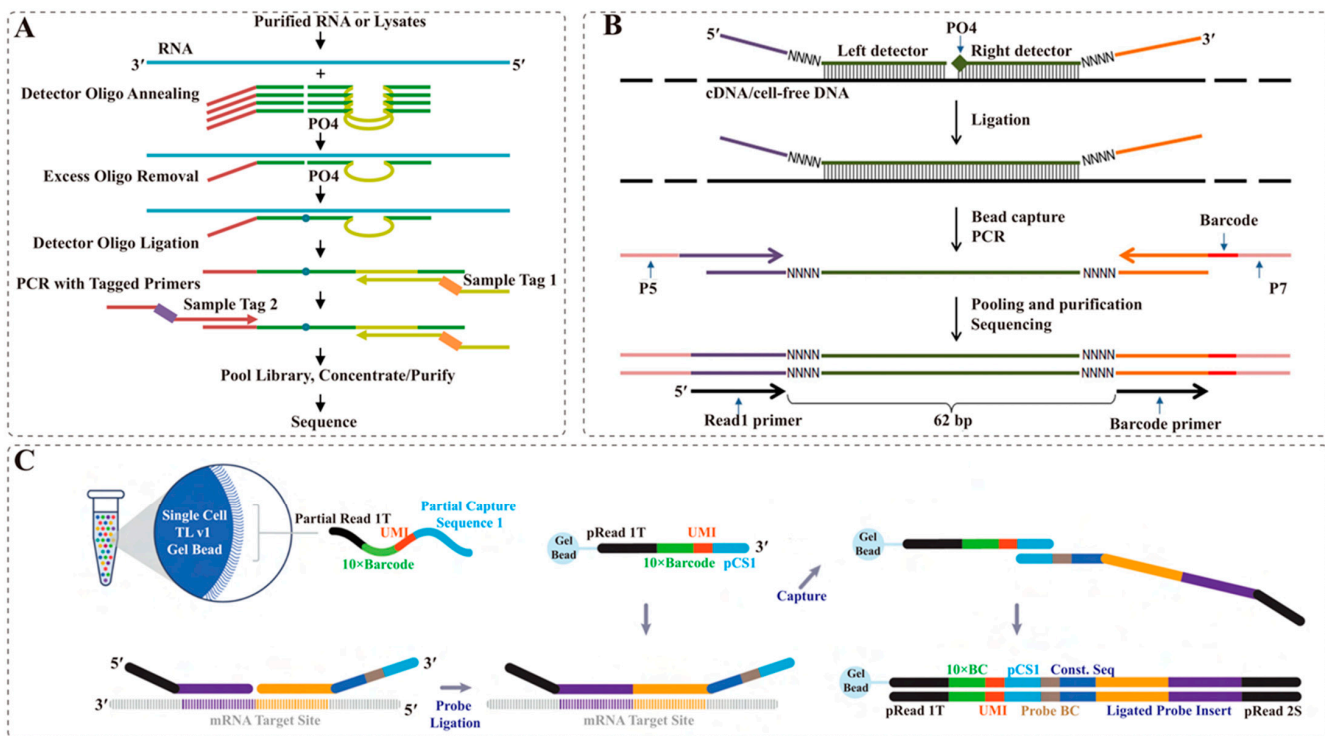 A
Purified RNA or Lysates
RNA
3′
5′
+
Detector Oligo Annealing
PO4
Excess Oligo Removal
PO4
Detector Oligo Ligation
PCR with Tagged Primers
Sample Tag 1
Sample Tag 2
Pool Library, Concentrate/Purify
Sequence
B
PO4
5′
3′
NNNN
Left detector
Right detector
NNNN
cDNA/cell-free DNA
Ligation
NNNN
NNNN
Bead capture
PCR
Barcode
NNNN
NNNN
P5
P7
Pooling and purification
Sequencing
NNNN
NNNN
5′
Read1 primer
62 bp
Barcode primer
C
Single Cell
TL v1
Gel Bead
Partial Read 1T
UMI
Partial Capture
Sequence 1
10×Barcode
Gel
Bead
pRead 1T
UMI
3′
10×Barcode
pCS1
Capture
Gel
Bead
5′
3′
3′
5′
mRNA Target Site
Probe
Ligation
mRNA Target Site
Gel
Bead
10×BC
pCS1
Const. Seq
pRead 1T
UMI
Probe BC
Ligated Probe Insert
pRead 2S